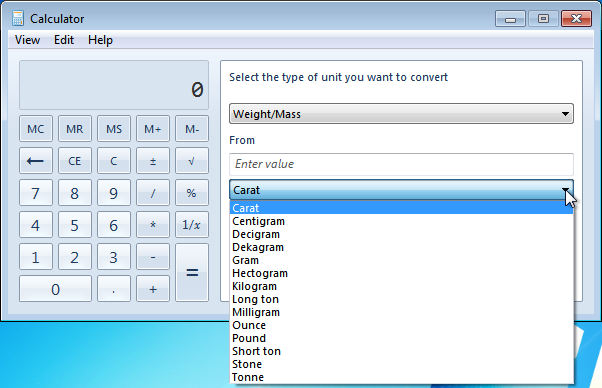 Calculator
View Edit Help
0
MC MR MS M+ M-
← CE C ± √
7 8 9 / %
4 5 6 * 1/x
1 2 3 - =
0 . +
Select the type of unit you want to convert
Weight/Mass
From
Enter value
Carat
Carat
Centigram
Decigram
Dekagram
Gram
Hectogram
Kilogram
Long ton
Milligram
Ounce
Pound
Short ton
Stone
Tonne